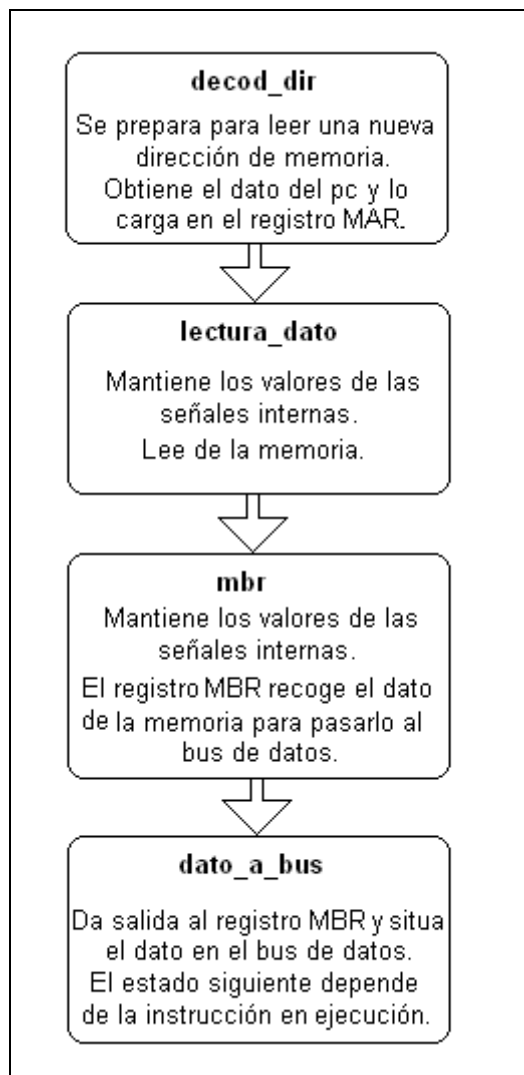 decod_dir
Se prepara para leer una nueva
dirección de memoria.
Obtiene el dato del pc y lo
carga en el registro MAR.
lectura_dato
Mantiene los valores de las
señales internas.
Lee de la memoria.
mbr
Mantiene los valores de las
señales internas.
El registro MBR recoge el dato
de la memoria para pasarlo al
bus de datos.
dato_a_bus
Da salida al registro MBR y situa
el dato en el bus de datos.
El estado siguiente depende
de la instrucción en ejecución.